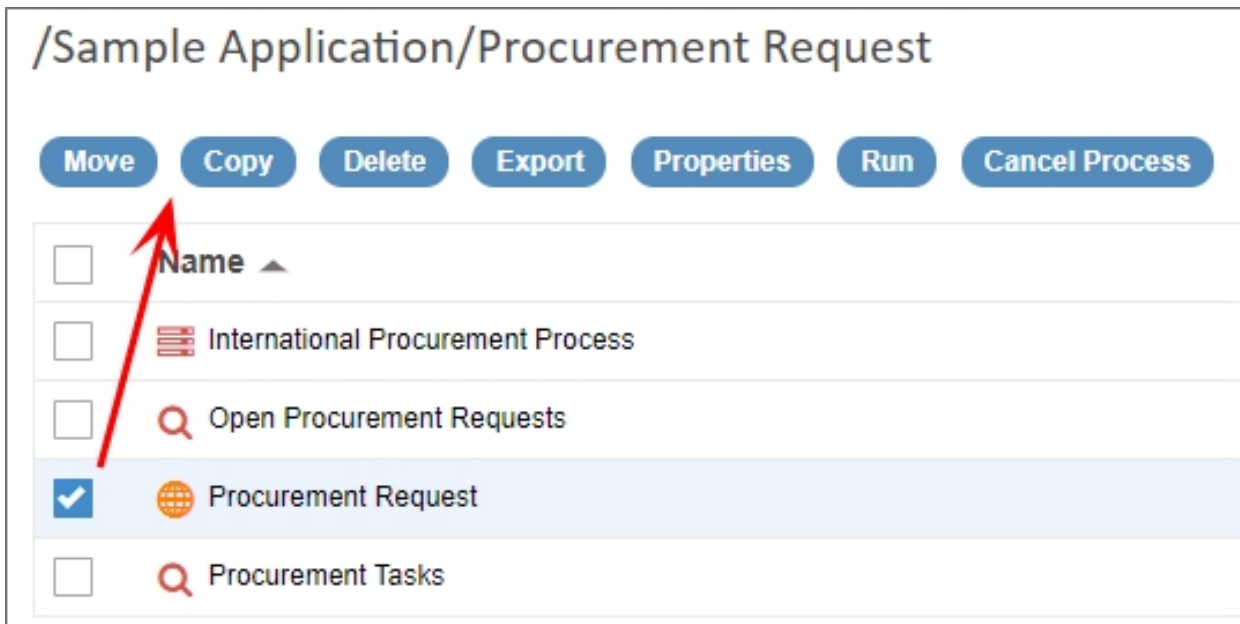 /Sample Application/Procurement Request
Move Copy Delete Export Properties Run Cancel Process
Name
International Procurement Process
Open Procurement Requests
Procurement Request
Procurement Tasks